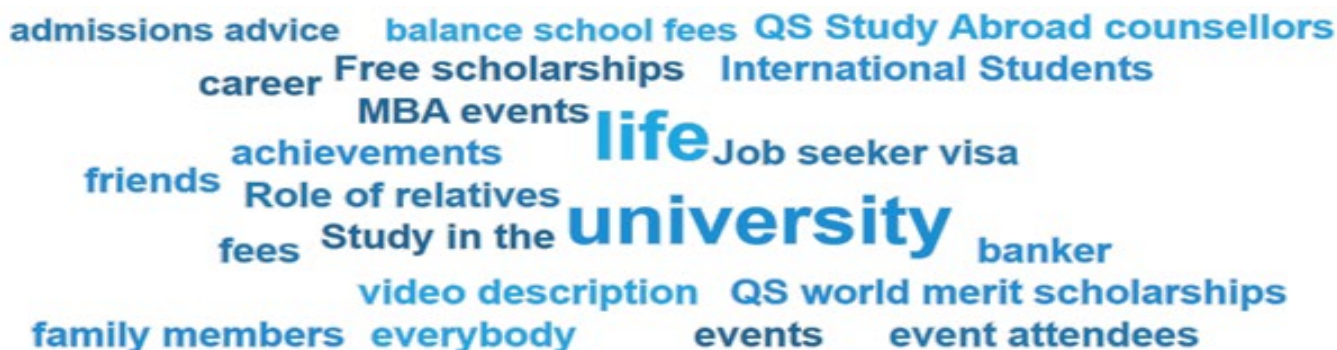 admissions advice balance school fees QS Study Abroad counsellors
career Free scholarships International Students
MBA events life
achievements Job seeker visa
friends Role of relatives
fees Study in the university banker
video description QS world merit scholarships
family members everybody events event attendees